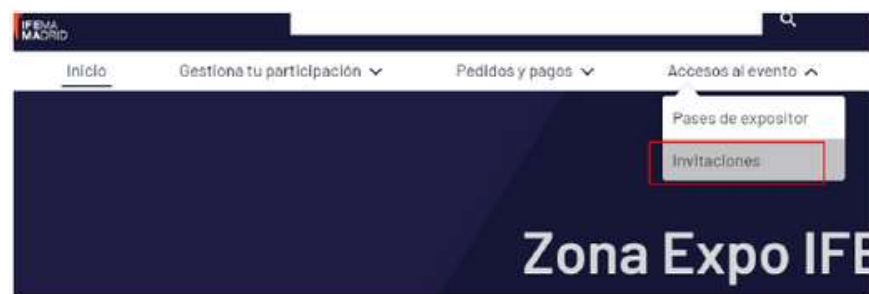 IFEMA
MADRID
Inicio
Gestiona tu participación
Pedidos y pagos
Accesos al evento
Pases de expositor
Invitaciones
Zona Expo IFE